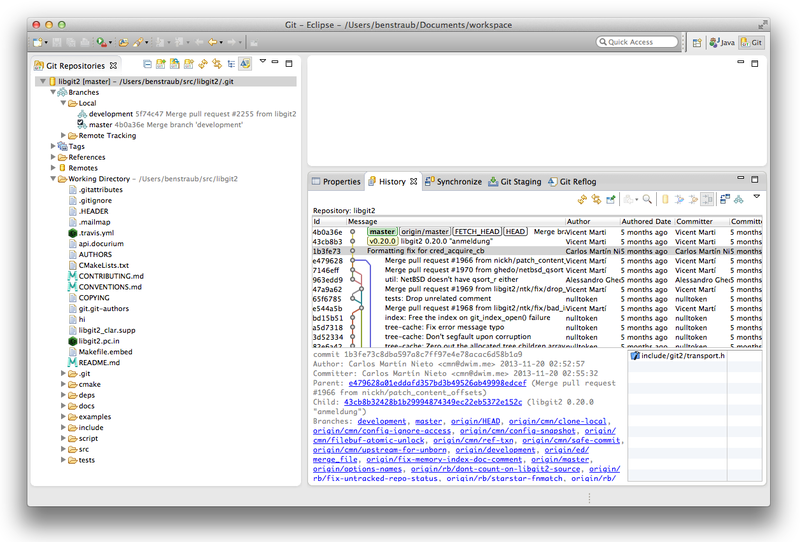 Git - Eclipse - /Users/benstraub/Documents/workspace
Quick Access
Java
Git
Git Repositories
libgit2 [master] - /Users/benstraub/src/libgit2/.git
Branches
Local
development 5f74c47 Merge pull request #2255 from libgit2
master 4b0a36e Merge branch 'development'
Remote Tracking
Tags
References
Remotes
Working Directory - /Users/benstraub/src/libgit2
.gitattributes
.gitignore
.HEADER
.mailmap
.travis.yml
api.docurium
AUTHORS
CMakeLists.txt
CONTRIBUTING.md
CONVENTIONS.md
COPYING
git.git-authors
hi
libgit2_clar.supp
libgit2.pc.in
Makefile.embed
README.md
.git
cmake
deps
docs
examples
include
script
src
tests
Properties
History
Synchronize
Git Staging
Git Reflog
Repository: libgit2
Id Message Author Authored Date Committer Committe
4b0a36e master origin/master FETCH_HEAD HEAD Merge bra Vicent Marti 5 months ago Vicent Marti 5 months
43cb8b3 v0.20.0 libgit2 0.20.0 "anmeldung" Vicent Marti 5 months ago Vicent Marti 5 months
1b3fe73 Formatting fix for cred_acquire_cb Carlos Martín Ni 5 months ago Carlos Martín Ni 5 months
e479628 Merge pull request #1966 from nickh/patch_content Vicent Marti 5 months ago Vicent Marti 5 months
7146eff Merge pull request #1970 from ghedo/netbsd_qsort Vicent Marti 5 months ago Vicent Marti 5 months
963edd9 util: NetBSD doesn't have qsort_r either Alessandro Ghe 5 months ago Alessandro Ghe 5 months
47a9a62 Merge pull request #1969 from libgit2/ntk/fix/drop_ Vicent Marti 5 months ago Vicent Marti 5 months
65f6785 tests: Drop unrelated comment nulltoken 5 months ago nulltoken 5 months
e544a5b Merge pull request #1968 from libgit2/ntk/fix/bad_i Vicent Marti 5 months ago Vicent Marti 5 months
bd15b51 index: Free the index on git_index_open() failure nulltoken 5 months ago nulltoken 5 months
a5d7318 tree-cache: Fix error message typo nulltoken 5 months ago nulltoken 5 months
3d52334 tree-cache: Don't segfault upon corruption nulltoken 5 months ago nulltoken 5 months
82e6a42 tree-cache: Zero out the allocated tree children array nulltoken 5 months ago nulltoken 5 months
commit 1b3fe73c8dba597a8c7ff97e4e78acac6d58b1a9
Author: Carlos Martín Nieto <cmn@dwim.me> 2013-11-20 02:52:57
Committer: Carlos Martín Nieto <cmn@dwim.me> 2013-11-20 02:55:32
Parent: e479628a01eddafd357bd3b49526ab49998edcef (Merge pull request
#1966 from nickh/patch_content_offsets)
Child: 43cb8b32428b1b29994874349ec22eb5372e152c (libgit2 0.20.0
"anmeldung")
Branches: development, master, origin/HEAD, origin/cmn/clone-local,
origin/cmn/config-ignore-access, origin/cmn/config-snapshot, origin/
cmn/filebuf-atomic-unlock, origin/cmn/ref-txn, origin/cmn/safe-commit,
origin/cmn/upstream-for-unborn, origin/development, origin/ed/
merge_file, origin/fix-memory-index-doc-comment, origin/master,
origin/options-names, origin/rb/dont-count-on-libgit2-source, origin/
rb/fix-untracked-repo-status, origin/rb/starstar-fnmatch, origin/rb/
include/git2/transport.h